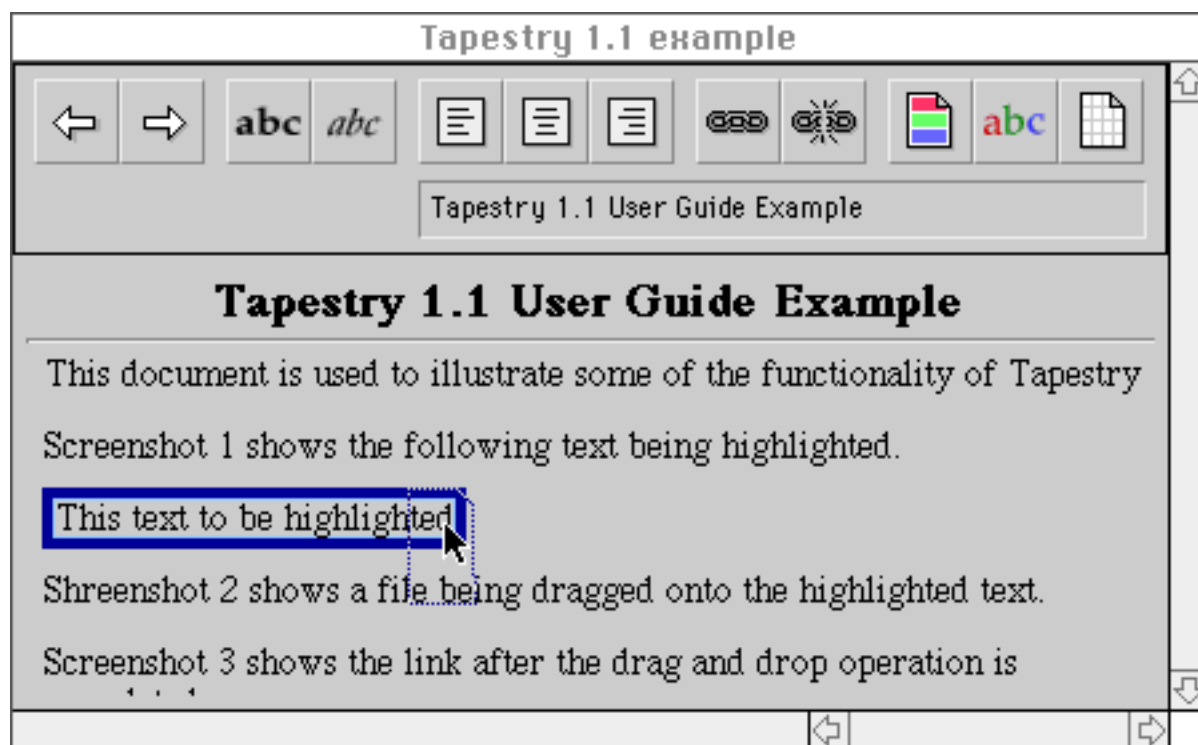 Tapestry 1.1 example
abc abc abc
Tapestry 1.1 User Guide Example
Tapestry 1.1 User Guide Example
This document is used to illustrate some of the functionality of Tapestry
Screenshot 1 shows the following text being highlighted.
This text to be highlighted
Shreenshot 2 shows a file being dragged onto the highlighted text.
Screenshot 3 shows the link after the drag and drop operation is